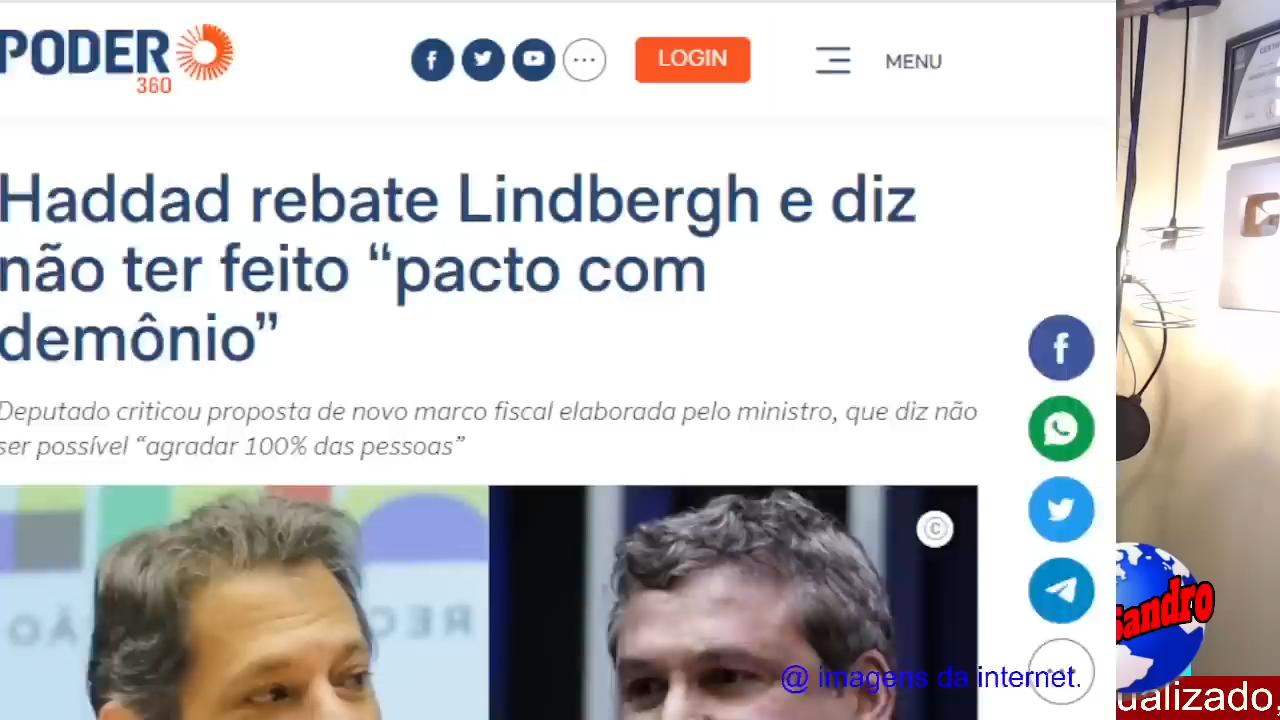 PODER
360
LOGIN
MENU
Haddad rebate Lindbergh e diz
não ter feito “pacto com
demônio”
Deputado criticou proposta de novo marco fiscal elaborada pelo ministro, que diz não
ser possível “agradar 100% das pessoas”
©
@ imagens da internet.
Sandro
ualizado,